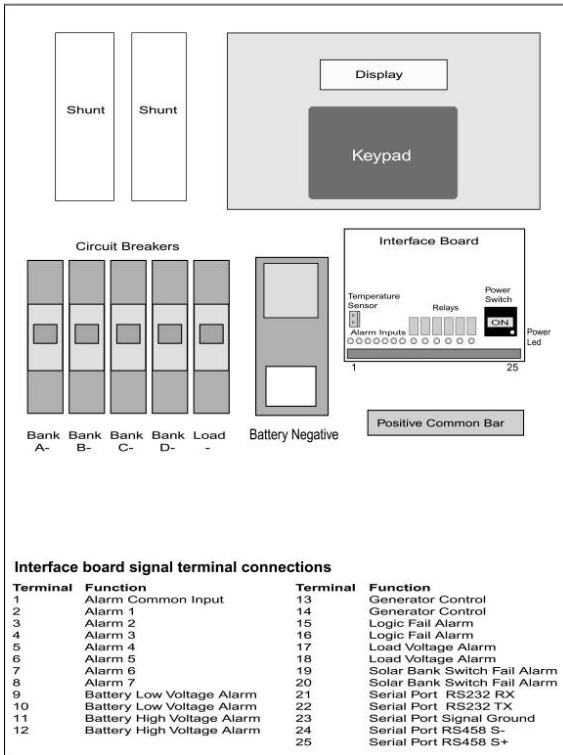 Shunt
Shunt
Display
Keypad
Circuit Breakers
Interface Board
Temperature
Sensor
Relays
Power
Switch
ON
Alarm Inputs
Power
Led
1
25
Bank Bank Bank Bank Load
A- B- C- D- -
Battery Negative
Positive Common Bar
Interface board signal terminal connections
Terminal Function
1 Alarm Common Input
2 Alarm 1
3 Alarm 2
4 Alarm 3
5 Alarm 4
6 Alarm 5
7 Alarm 6
8 Alarm 7
9 Battery Low Voltage Alarm
10 Battery Low Voltage Alarm
11 Battery High Voltage Alarm
12 Battery High Voltage Alarm
Terminal Function
13 Generator Control
14 Generator Control
15 Logic Fail Alarm
16 Logic Fail Alarm
17 Load Voltage Alarm
18 Load Voltage Alarm
19 Solar Bank Switch Fail Alarm
20 Solar Bank Switch Fail Alarm
21 Serial Port RS232 RX
22 Serial Port RS232 TX
23 Serial Port Signal Ground
24 Serial Port RS458 S-
25 Serial Port RS458 S+